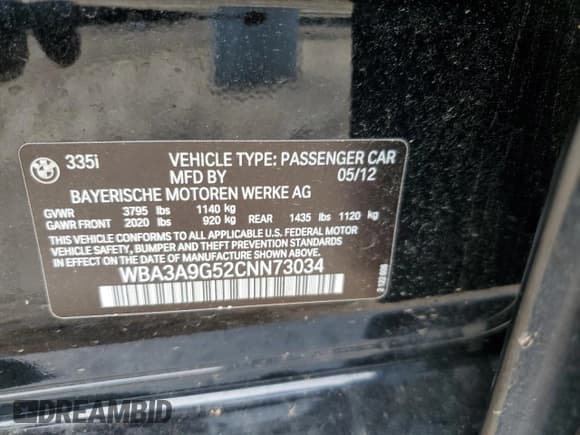 BMW
335i VEHICLE TYPE: PASSENGER CAR
MFD BY 05/12
BAYERISCHE MOTOREN WERKE AG
GVWR 3795 lbs 1140 kg
GAWR FRONT 2020 lbs 920 kg REAR 1435 lbs 1120 kg
THIS VEHICLE CONFORMS TO ALL APPLICABLE U.S. FEDERAL MOTOR
VEHICLE SAFETY, BUMPER AND THEFT PREVENTION STANDARDS IN
EFFECT ON THE DATE OF MANUFACTURE SHOWN ABOVE.
WBA3A9G52CNN73034
DREAMBID